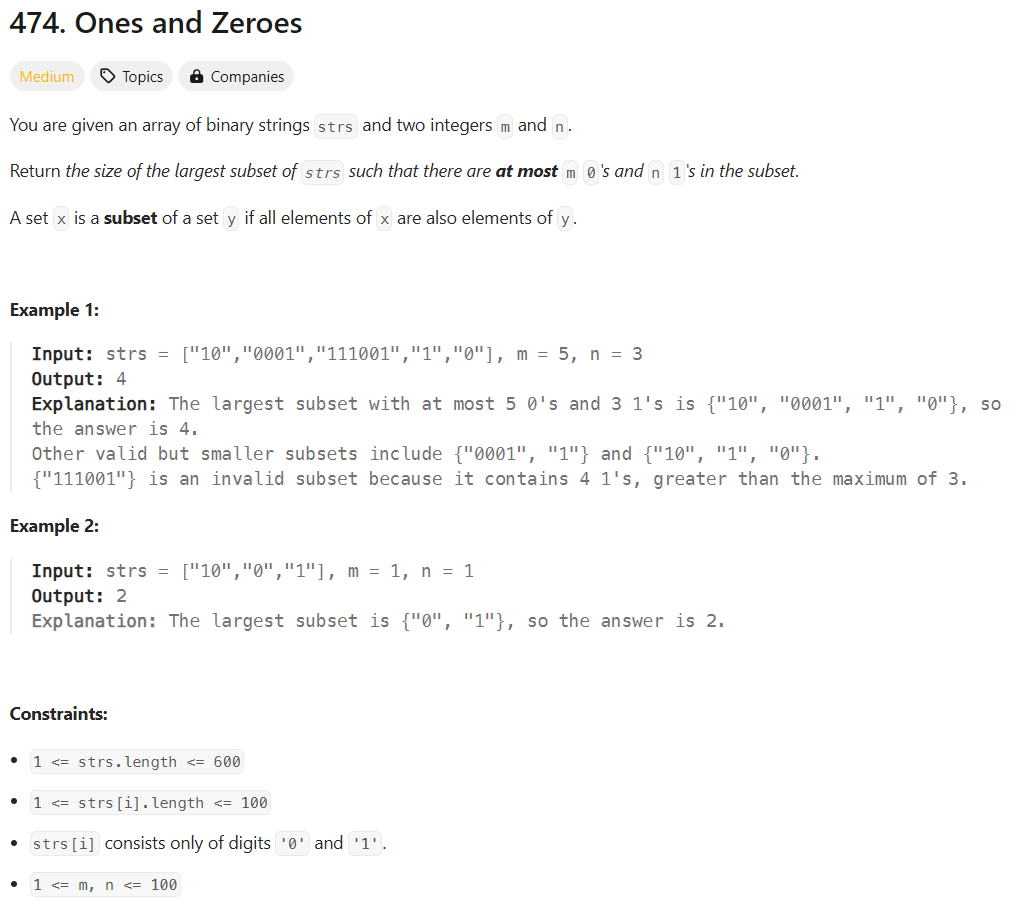 474. Ones and Zeroes
Medium Topics Companies
You are given an array of binary strings strs and two integers m and n.
Return the size of the largest subset of strs such that there are at most m 0's and n 1's in the subset.
A set x is a subset of a set y if all elements of x are also elements of y.
Example 1:
Input: strs = ["10","0001","111001","1","0"], m = 5, n = 3
Output: 4
Explanation: The largest subset with at most 5 0's and 3 1's is {"10", "0001", "1", "0"}, so
the answer is 4.
Other valid but smaller subsets include {"0001", "1"} and {"10", "1", "0"}.
{"111001"} is an invalid subset because it contains 4 1's, greater than the maximum of 3.
Example 2:
Input: strs = ["10","0","1"], m = 1, n = 1
Output: 2
Explanation: The largest subset is {"0", "1"}, so the answer is 2.
Constraints:
• 1 <= strs.length <= 600
• 1 <= strs[i].length <= 100
• strs[i] consists only of digits '0' and '1'.
• 1 <= m, n <= 100